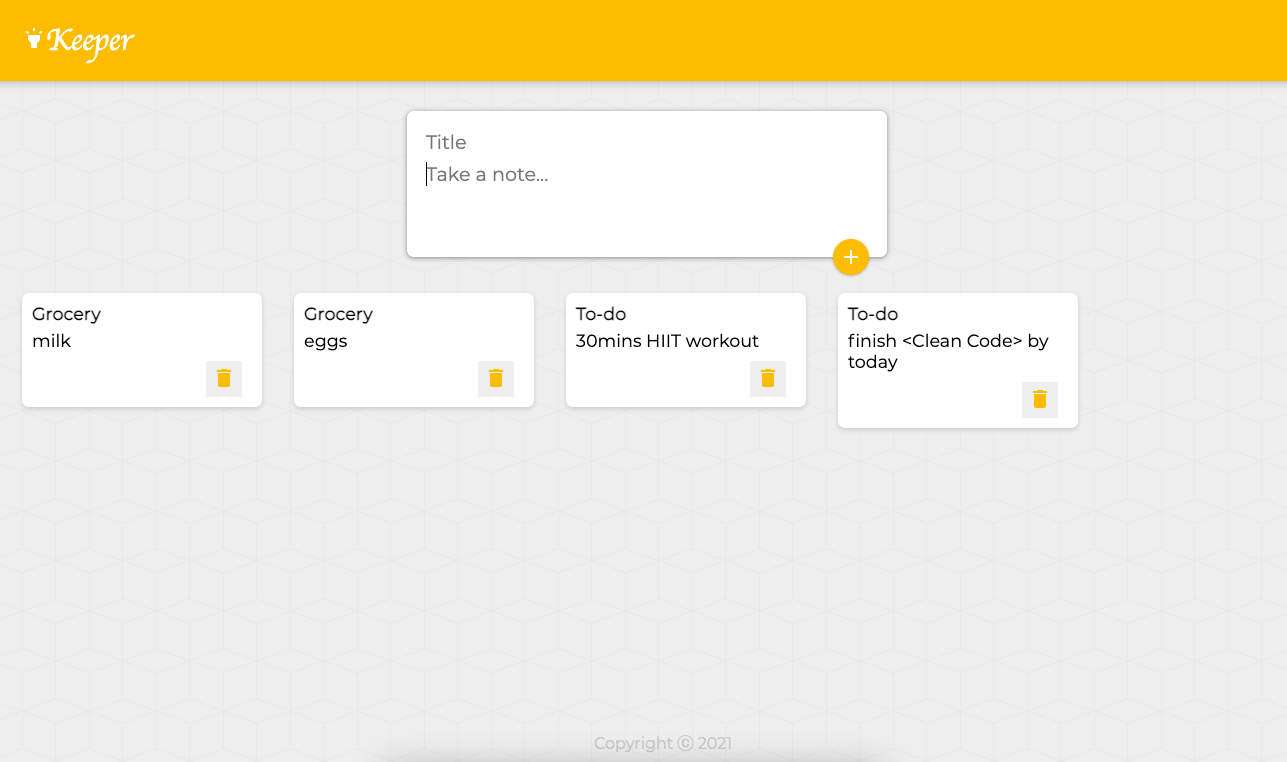 Keeper
Title
Take a note...
Grocery
milk
Grocery
eggs
To-do
30mins HIIT workout
To-do
finish <Clean Code> by
today
Copyright ⓒ 2021